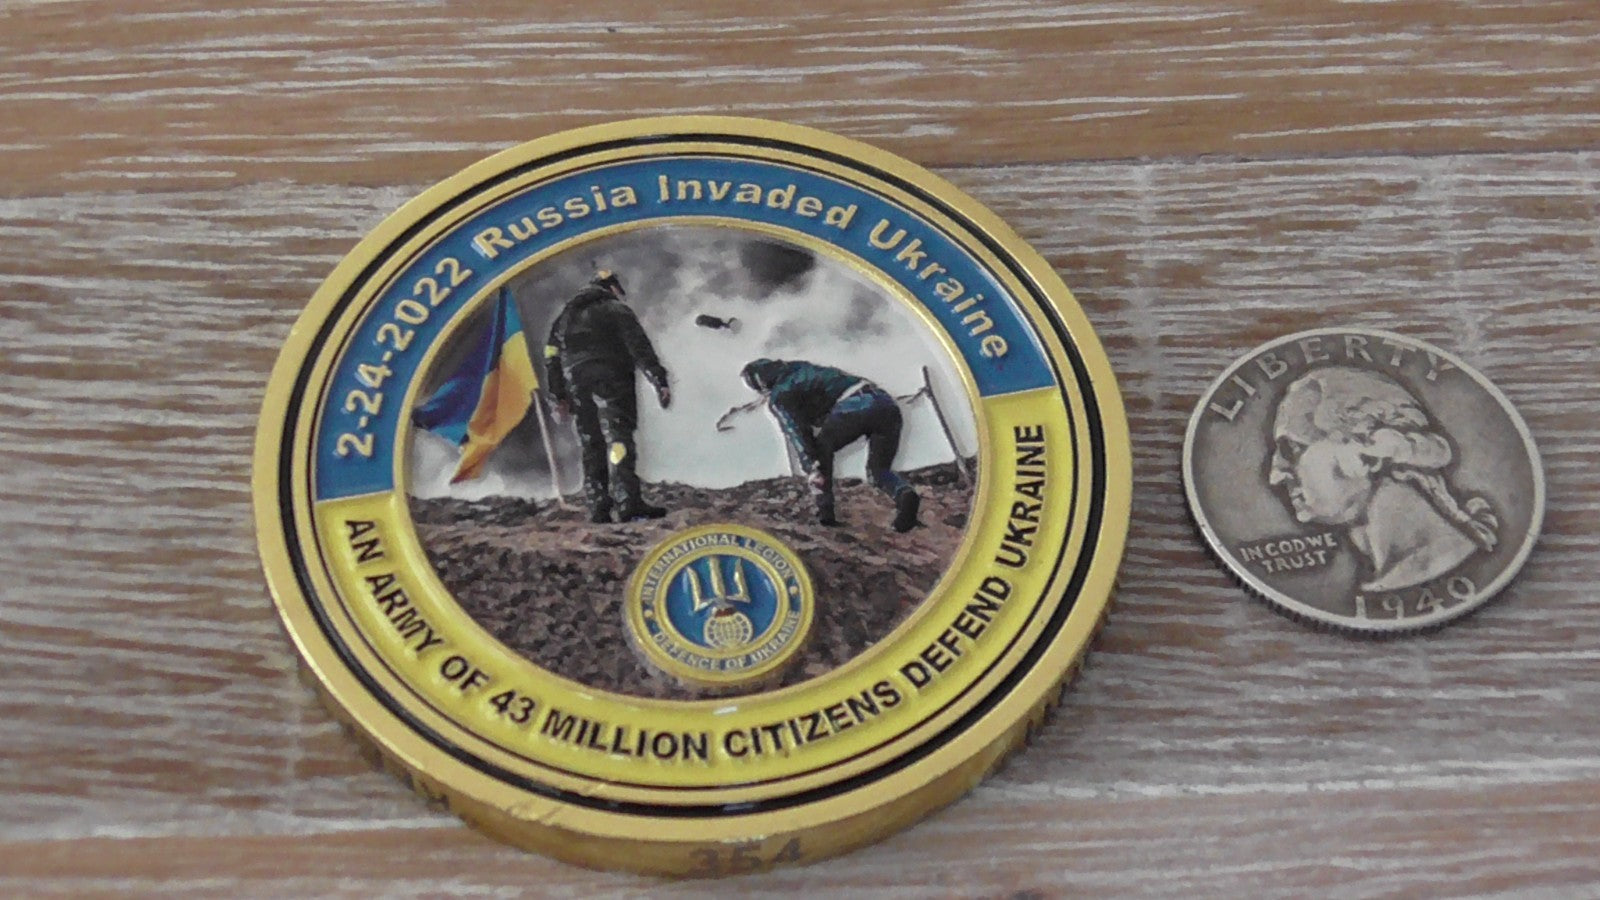 2-24-2022 Russia Invaded Ukraine
AN ARMY OF 43 MILLION CITIZENS DEFEND UKRAINE
INTERNATIONAL LEGION
DEFENCE OF UKRAINE
354
LIBERTY
IN GOD WE
TRUST
1940